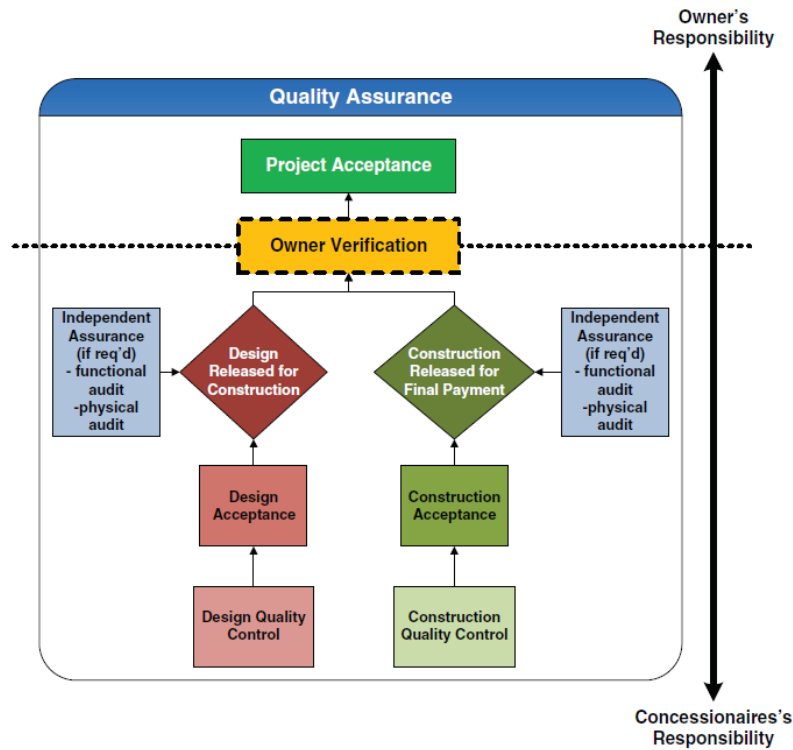 Owner's
Responsibility
Quality Assurance
Project Acceptance
Owner Verification
Independent
Assurance
(if req'd)
- functional
audit
-physical
audit
Design
Released for
Construction
Construction
Released for
Final Payment
Independent
Assurance
(if req'd)
- functional
audit
-physical
audit
Design
Acceptance
Construction
Acceptance
Design Quality
Control
Construction
Quality Control
Concessionaires's
Responsibility